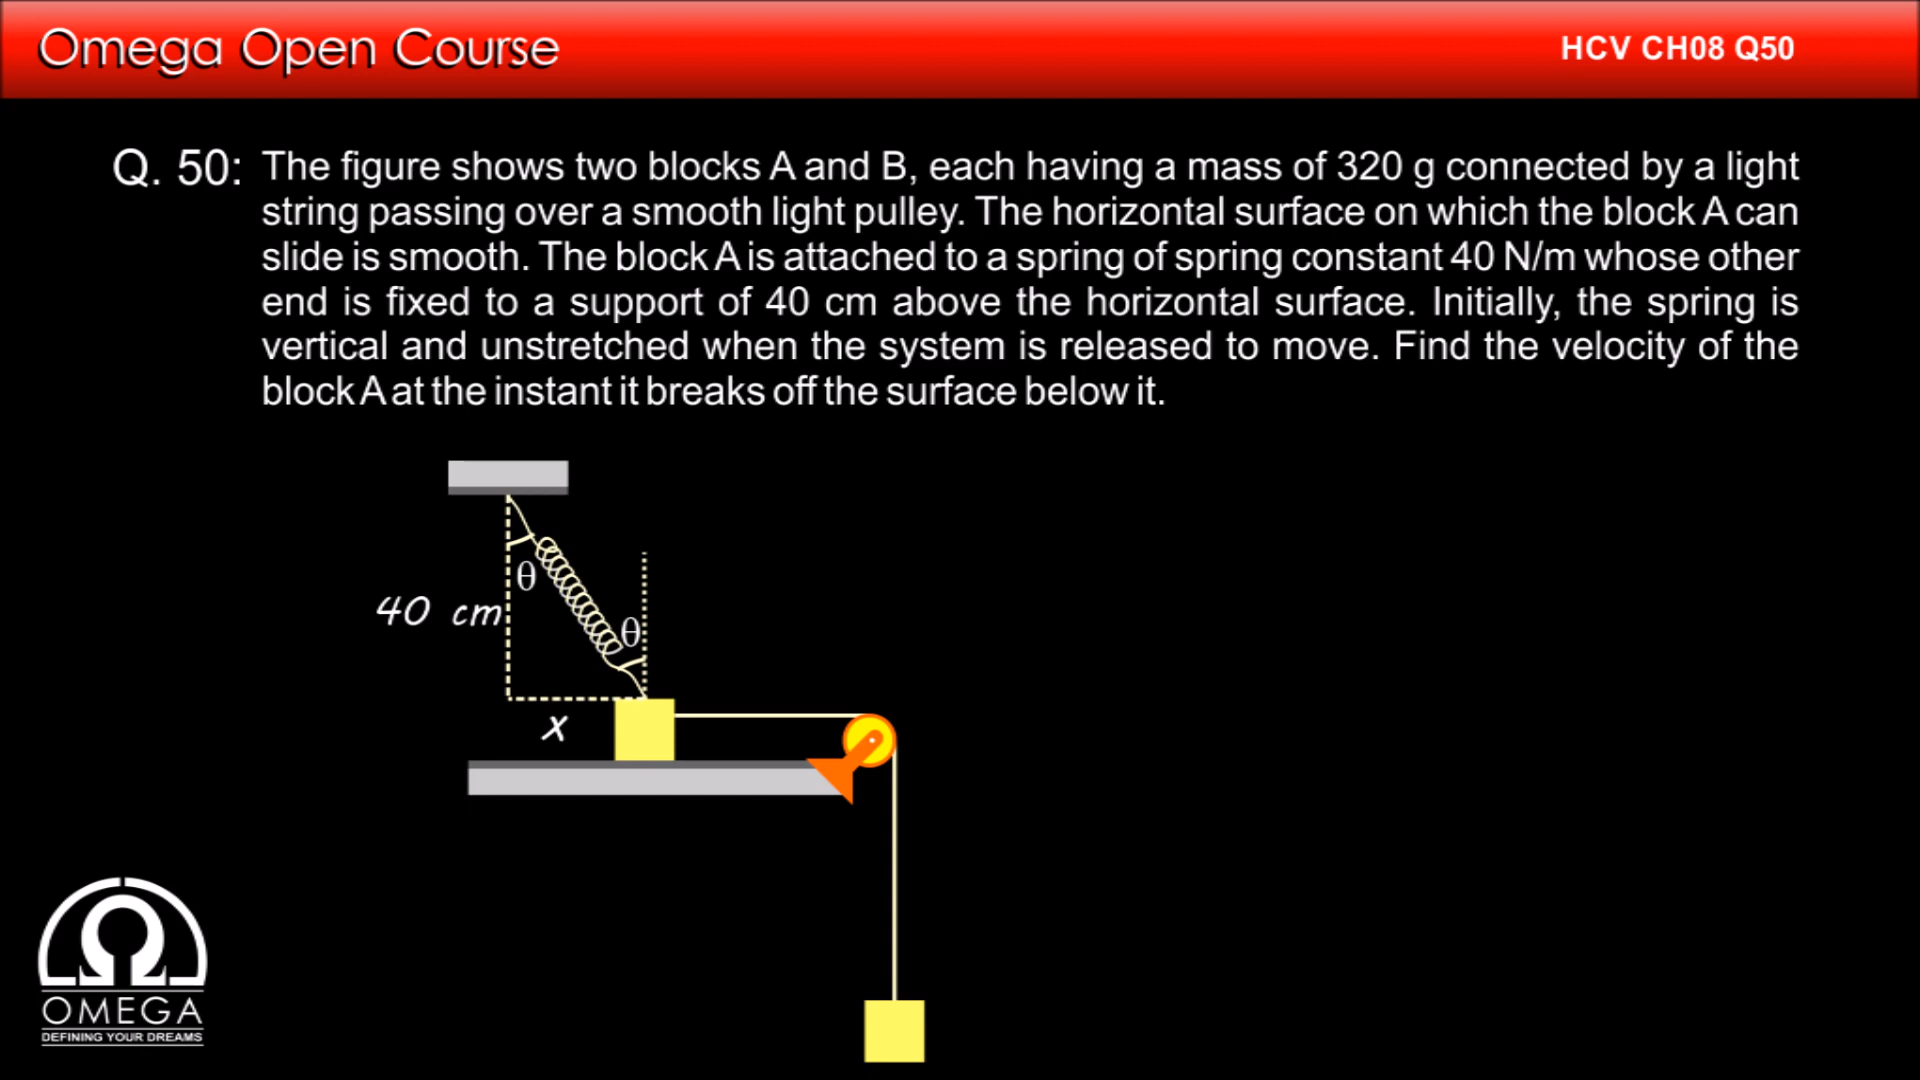 Omega Open Course
HCV CH08 Q50
Q. 50: The figure shows two blocks A and B, each having a mass of 320 g connected by a light
string passing over a smooth light pulley. The horizontal surface on which the block A can
slide is smooth. The block A is attached to a spring of spring constant 40 N/m whose other
end is fixed to a support of 40 cm above the horizontal surface. Initially, the spring is
vertical and unstretched when the system is released to move. Find the velocity of the
block A at the instant it breaks off the surface below it.
θ
40 cm
θ
x
Ω
OMEGA
DEFINING YOUR DREAMS